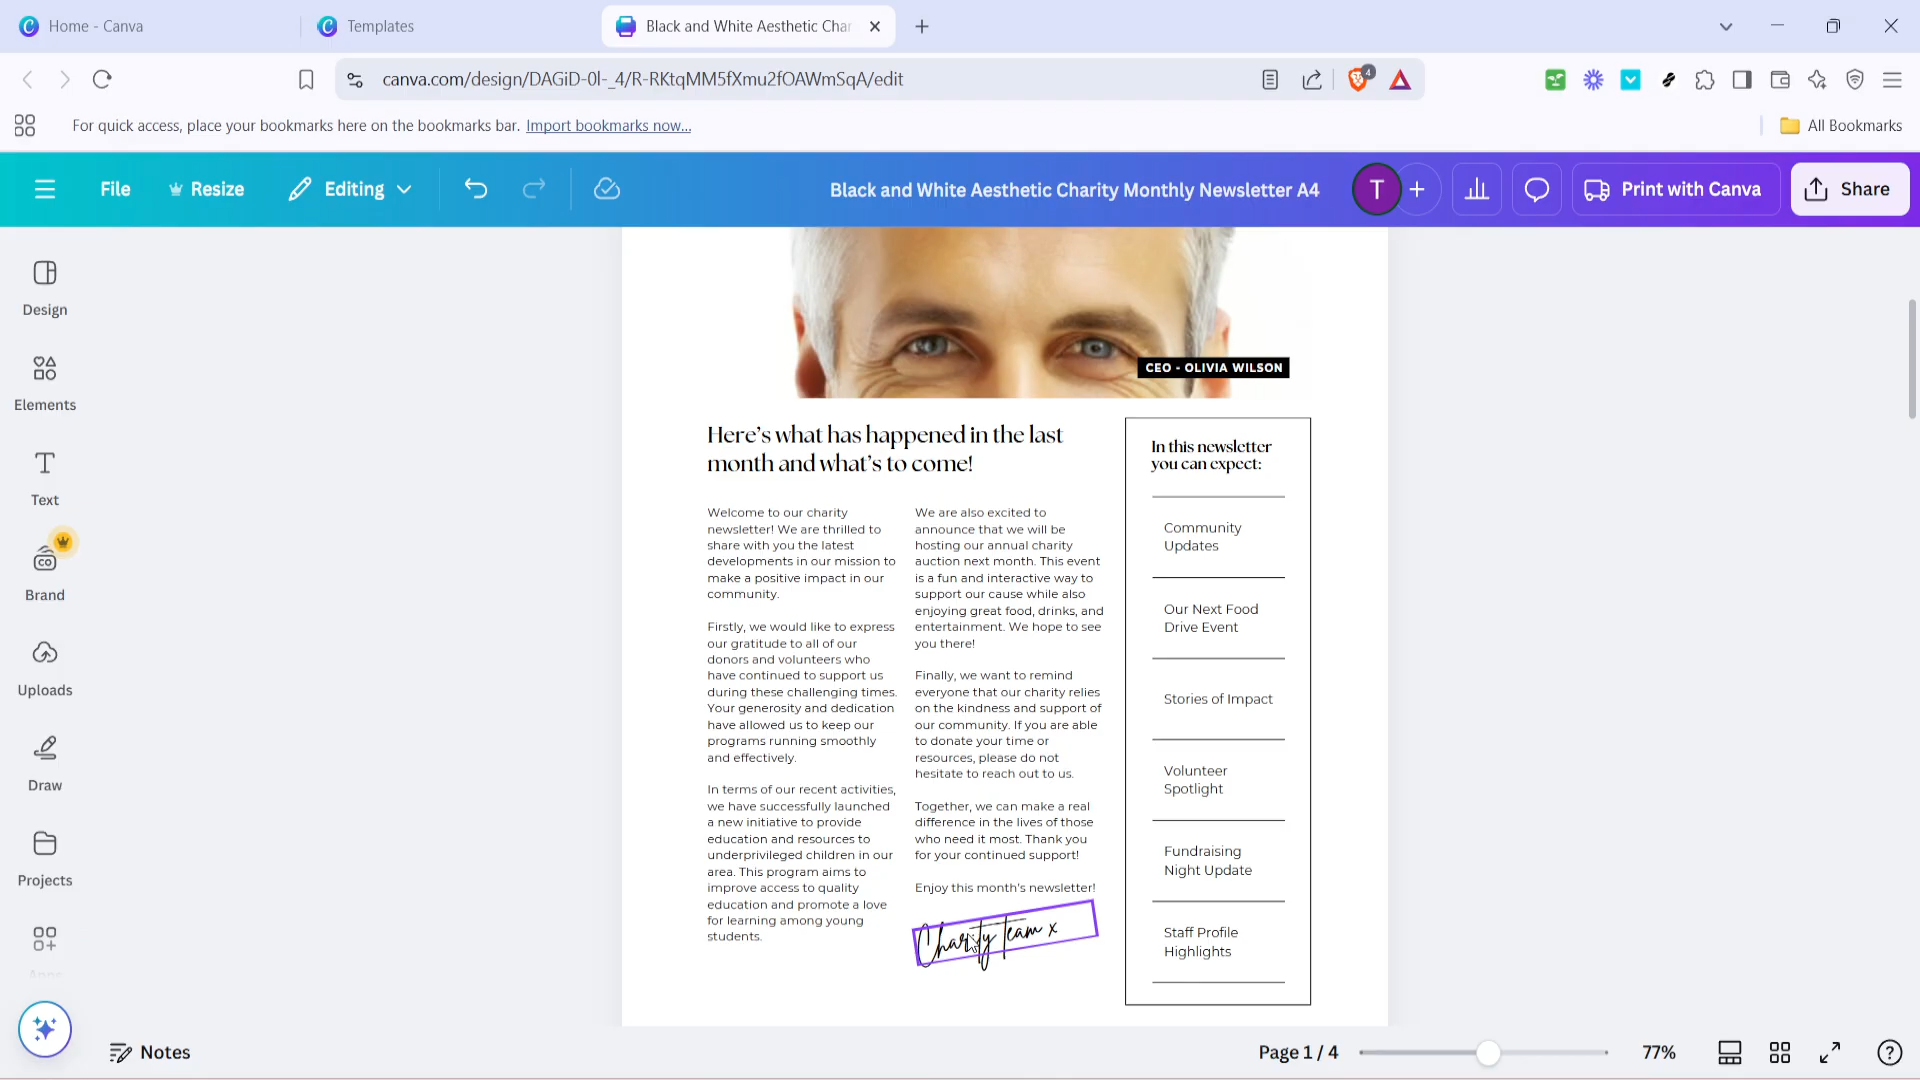 Home - Canva
Templates
Black and White Aesthetic Char
canva.com/design/DAGiD-0l-_4/R-RKtqMM5fXmu2fOAWmSqA/edit
4
For quick access, place your bookmarks here on the bookmarks bar. Import bookmarks now...
All Bookmarks
File
Resize
Editing
Black and White Aesthetic Charity Monthly Newsletter A4
T
Print with Canva
Share
Design
Elements
Text
Brand
Uploads
Draw
Projects
Apps
CEO - OLIVIA WILSON
Here's what has happened in the last
month and what's to come!
Welcome to our charity
newsletter! We are thrilled to
share with you the latest
developments in our mission to
make a positive impact in our
community.
Firstly, we would like to express
our gratitude to all of our
donors and volunteers who
have continued to support us
during these challenging times.
Your generosity and dedication
have allowed us to keep our
programs running smoothly
and effectively.
In terms of our recent activities,
we have successfully launched
a new initiative to provide
education and resources to
underprivileged children in our
area. This program aims to
improve access to quality
education and promote a love
for learning among young
students.
We are also excited to
announce that we will be
hosting our annual charity
auction next month. This event
is a fun and interactive way to
support our cause while also
enjoying great food, drinks, and
entertainment. We hope to see
you there!
Finally, we want to remind
everyone that our charity relies
on the kindness and support of
our community. If you are able
to donate your time or
resources, please do not
hesitate to reach out to us.
Together, we can make a real
difference in the lives of those
who need it most. Thank you
for your continued support!
Enjoy this month's newsletter!
Charity Team x
In this newsletter
you can expect:
Community
Updates
Our Next Food
Drive Event
Stories of Impact
Volunteer
Spotlight
Fundraising
Night Update
Staff Profile
Highlights
Notes
Page 1 / 4
77%